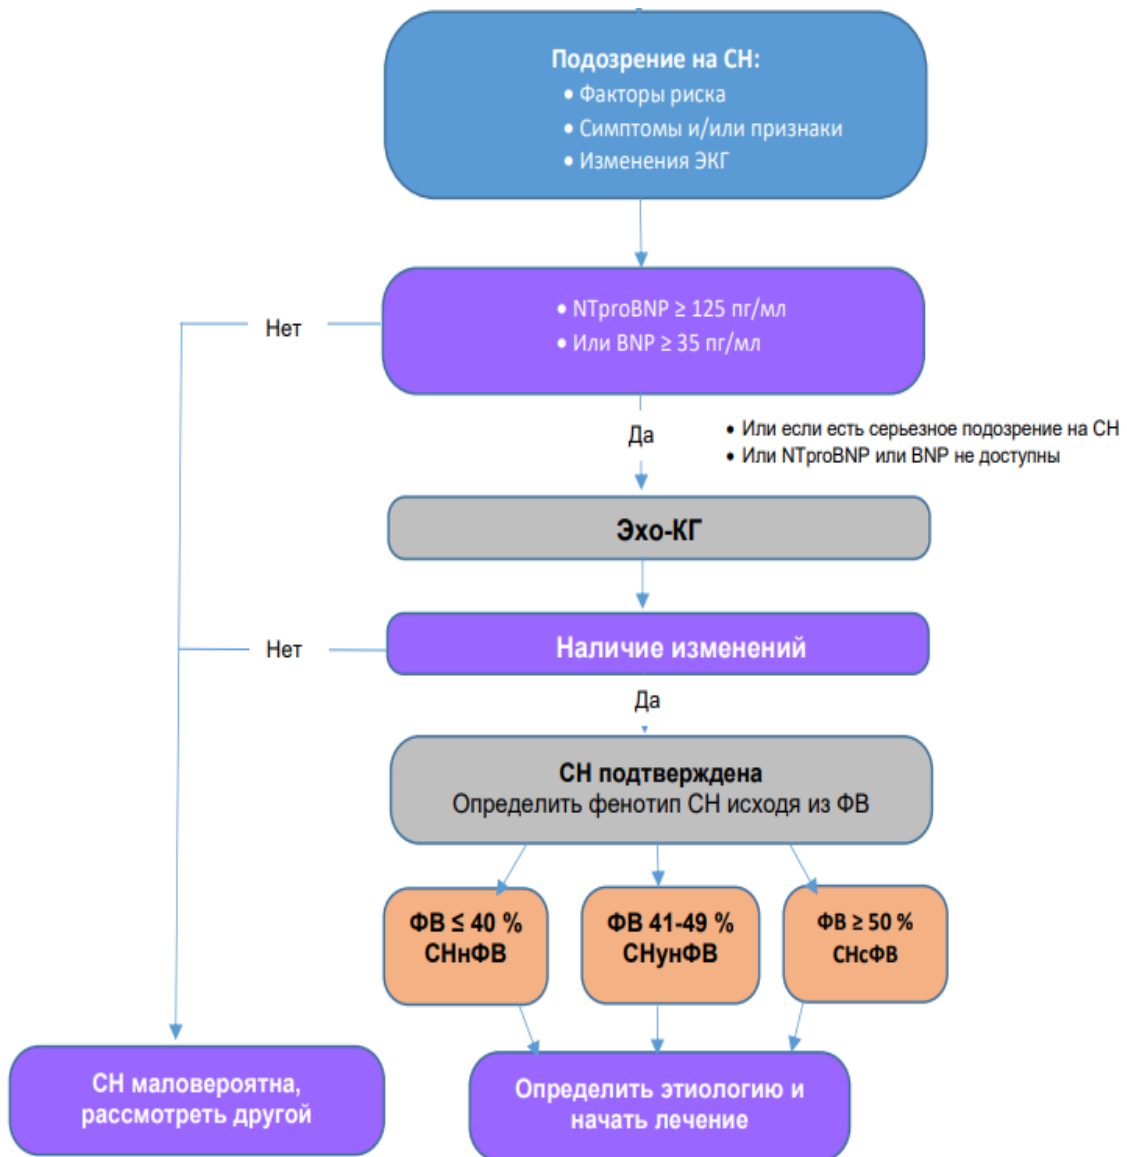 Подозрение на СН:
• Факторы риска
• Симптомы и/или признаки
• Изменения ЭКГ
• NTproBNP ≥ 125 пг/мл
• Или BNP ≥ 35 пг/мл
Нет
Да
• Или если есть серьезное подозрение на СН
• Или NTproBNP или BNP не доступны
Эхо-КГ
Наличие изменений
Нет
Да
СН подтверждена
Определить фенотип СН исходя из ФВ
ФВ ≤ 40 %
СНнФВ
ФВ 41-49 %
СНунФВ
ФВ ≥ 50 %
СНсФВ
СН маловероятна,
рассмотреть другой
Определить этиологию и
начать лечение